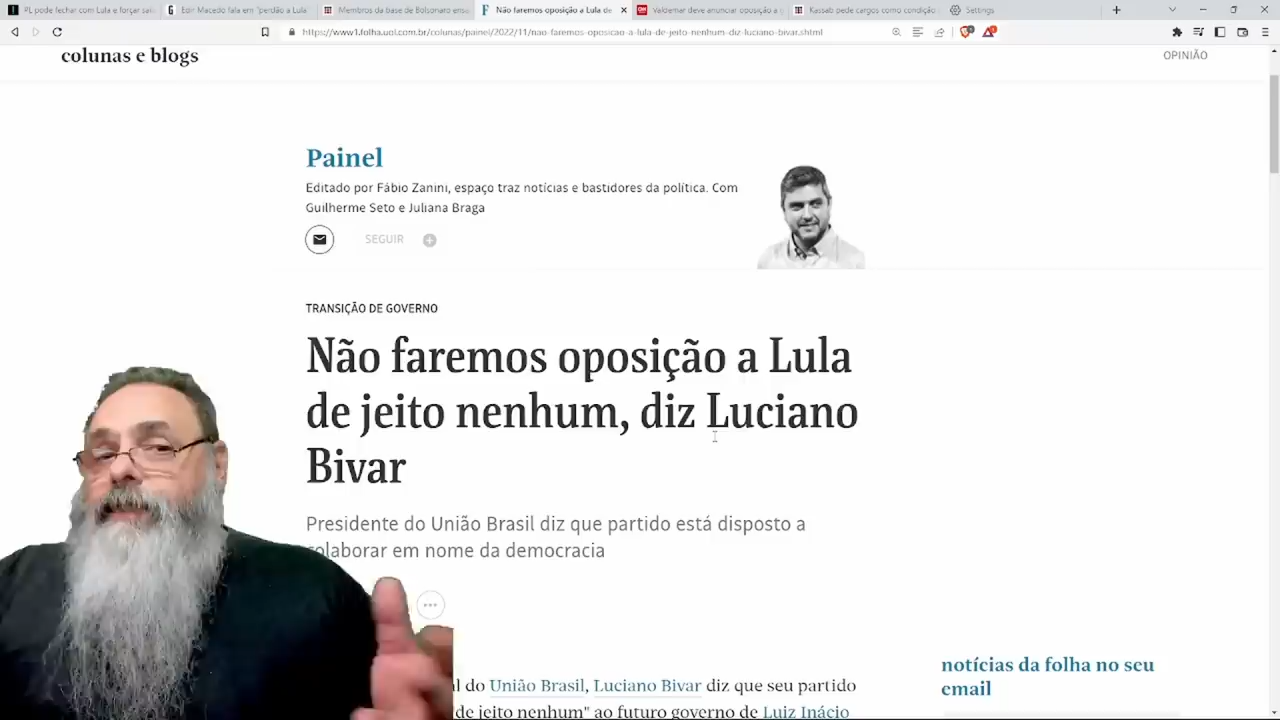 PL pode fechar com Lula e forçar saí
Edir Macedo fala em "perdão a Lula
Membros da base de Bolsonaro ensa
Não faremos oposição a Lula de
Valdemar deve anunciar oposição a g
Kassab pede cargos como condição
Settings
https://www1.folha.uol.com.br/colunas/painel/2022/11/nao-faremos-oposicao-a-lula-de-jeito-nenhum-diz-luciano-bivar.shtml
colunas e blogs
OPINIÃO
Painel
Editado por Fábio Zanini, espaço traz notícias e bastidores da política. Com
Guilherme Seto e Juliana Braga
SEGUIR
TRANSIÇÃO DE GOVERNO
Não faremos oposição a Lula
de jeito nenhum, diz Luciano
Bivar
Presidente do União Brasil diz que partido está disposto a
colaborar em nome da democracia
do União Brasil, Luciano Bivar diz que seu partido
de jeito nenhum" ao futuro governo de Luiz Inácio
notícias da folha no seu
email